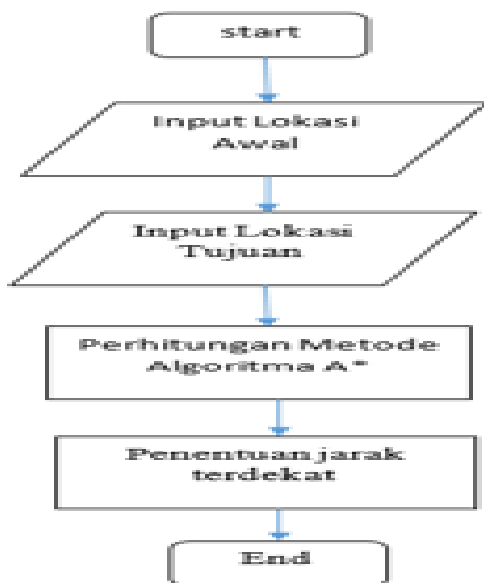 start
Input Lokasi
Awal
Input Lokasi
Tujuan
Perhitungan Metode
Algoritma A*
Penentuan jarak
terdekat
End